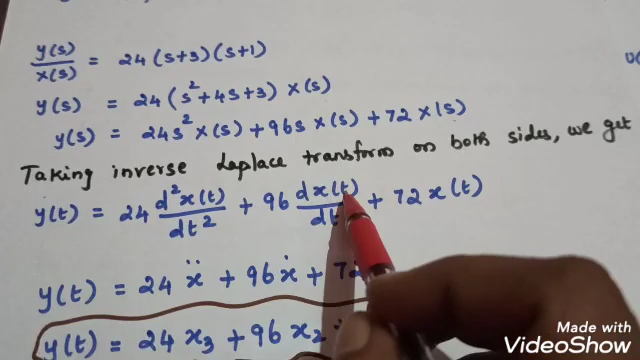 y(s)/x(s) = 24 (s+3) (s+1)
y(s) = 24 (s² + 4s + 3) x(s)
y(s) = 24s² x(s) + 96s x(s) + 72 x(s)
Taking inverse Laplace transform on both sides, we get
y(t) = 24 d²x(t)/dt² + 96 dx(t)/dt + 72 x(t)
y(t) = 24 ẍ + 96 ẋ + 72
y(t) = 24 x₃ + 96 x₂
Made with
VideoShow